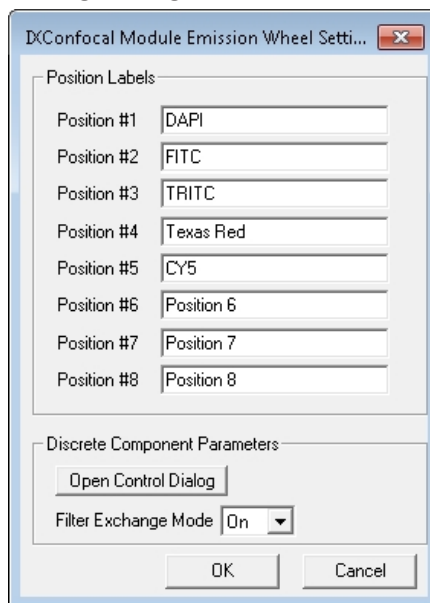 IXConfocal Module Emission Wheel Setti...
Position Labels
Position #1 DAPI
Position #2 FITC
Position #3 TRITC
Position #4 Texas Red
Position #5 CY5
Position #6 Position 6
Position #7 Position 7
Position #8 Position 8
Discrete Component Parameters
Open Control Dialog
Filter Exchange Mode On
OK Cancel